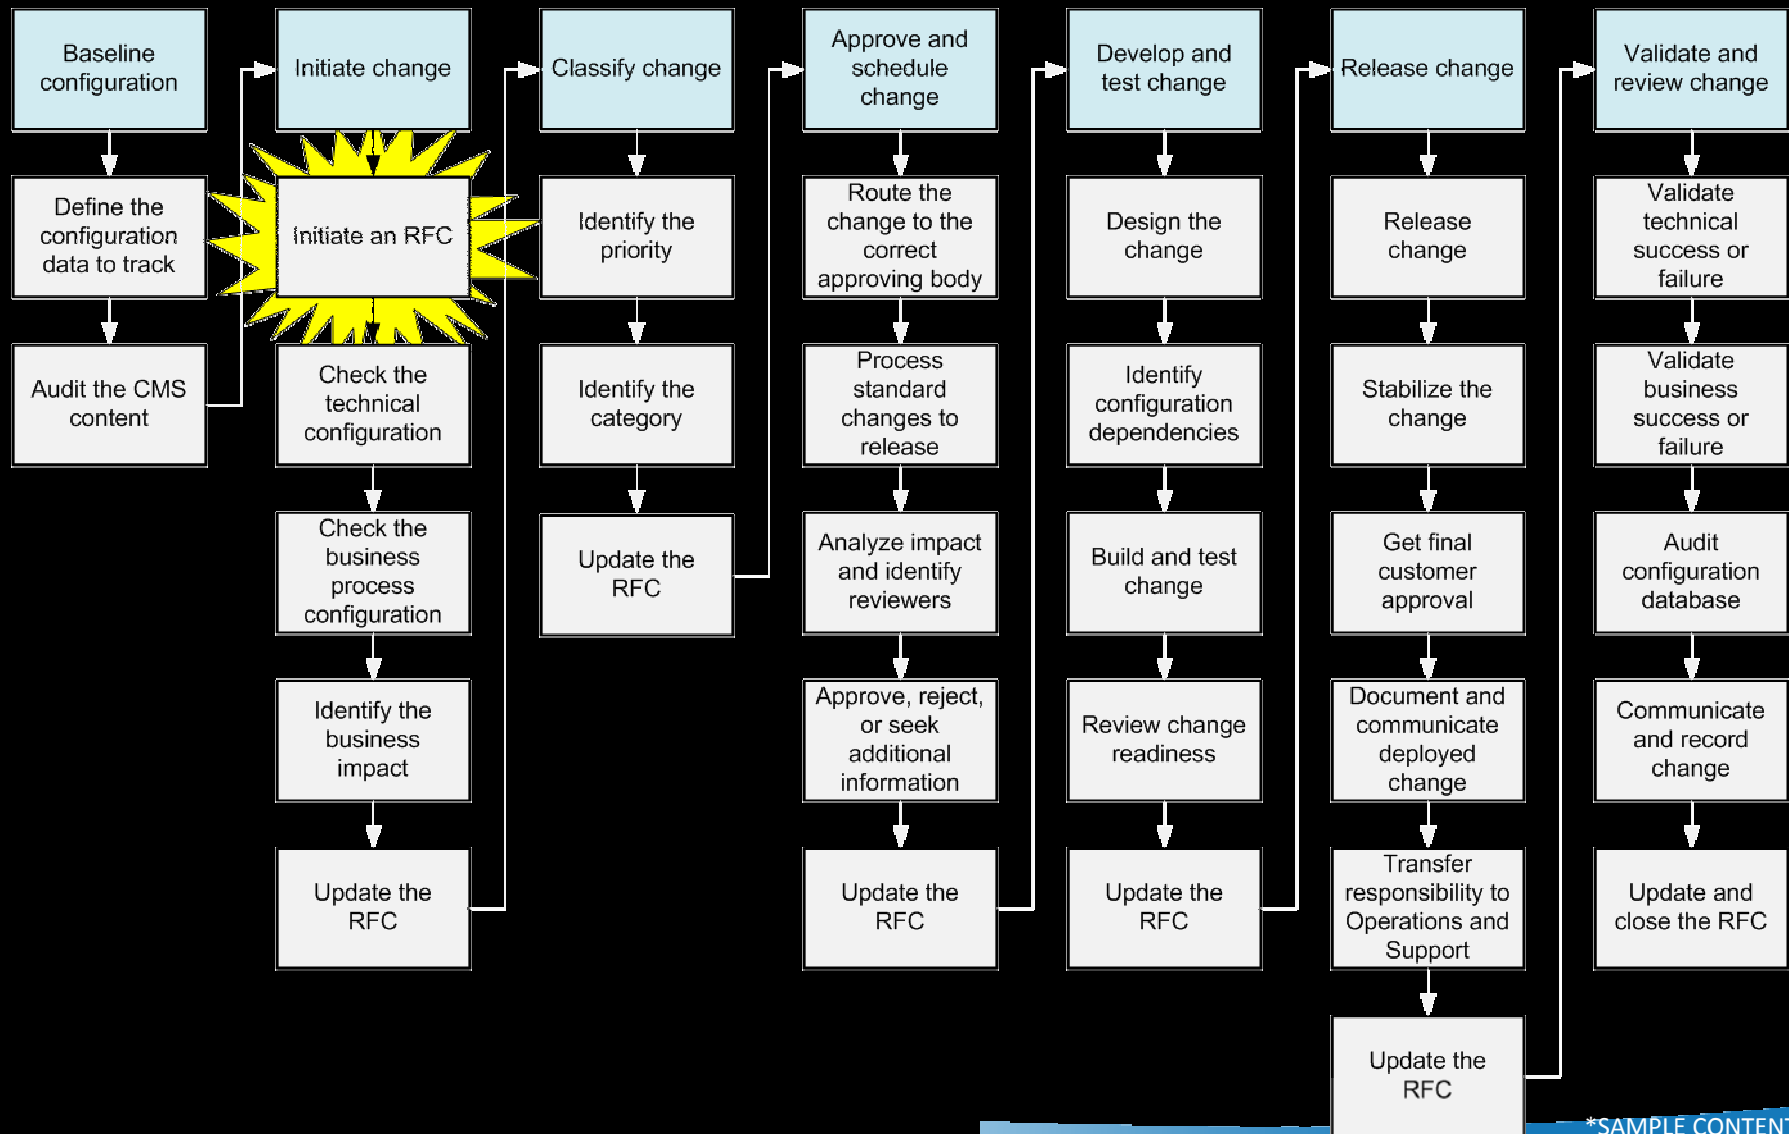 Baseline
configuration
Define the
configuration
data to track
Audit the CMS
content
Initiate change
Initiate an RFC
Check the
technical
configuration
Check the
business
process
configuration
Identify the
business
impact
Update the
RFC
Classify change
Identify the
priority
Identify the
category
Update the
RFC
Approve and
schedule
change
Route the
change to the
correct
approving body
Process
standard
changes to
release
Analyze impact
and identify
reviewers
Approve, reject,
or seek
additional
information
Update the
RFC
Develop and
test change
Design the
change
Identify
configuration
dependencies
Build and test
change
Review change
readiness
Update the
RFC
Release change
Release
change
Stabilize the
change
Get final
customer
approval
Document and
communicate
deployed
change
Transfer
responsibility to
Operations and
Support
Update the
RFC
Validate and
review change
Validate
technical
success or
failure
Validate
business
success or
failure
Audit
configuration
database
Communicate
and record
change
Update and
close the RFC
*SAMPLE CONTENT